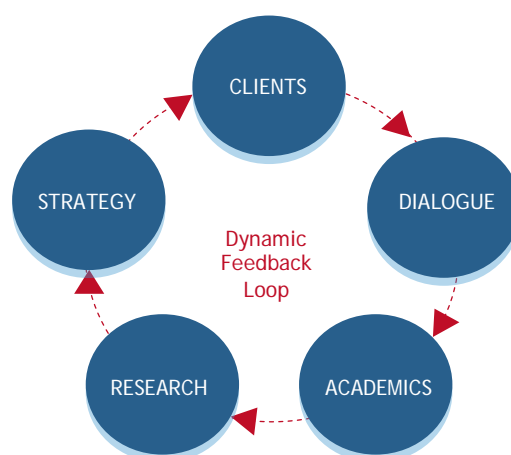 CLIENTS
DIALOGUE
STRATEGY
Dynamic
Feedback
Loop
RESEARCH
ACADEMICS